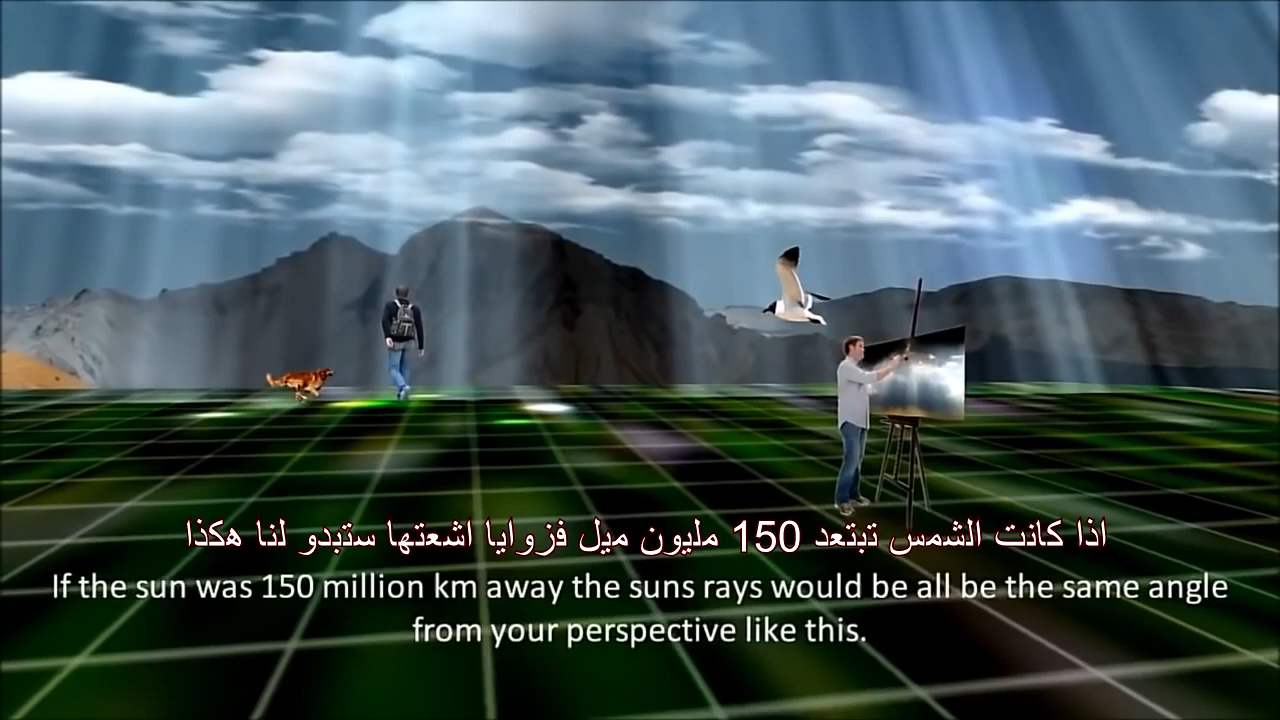 اذا كانت الشمس تبتعد 150 مليون ميل فزوايا اشعتها ستبدو لنا هكذا
If the sun was 150 million km away the suns rays would be all be the same angle
from your perspective like this.